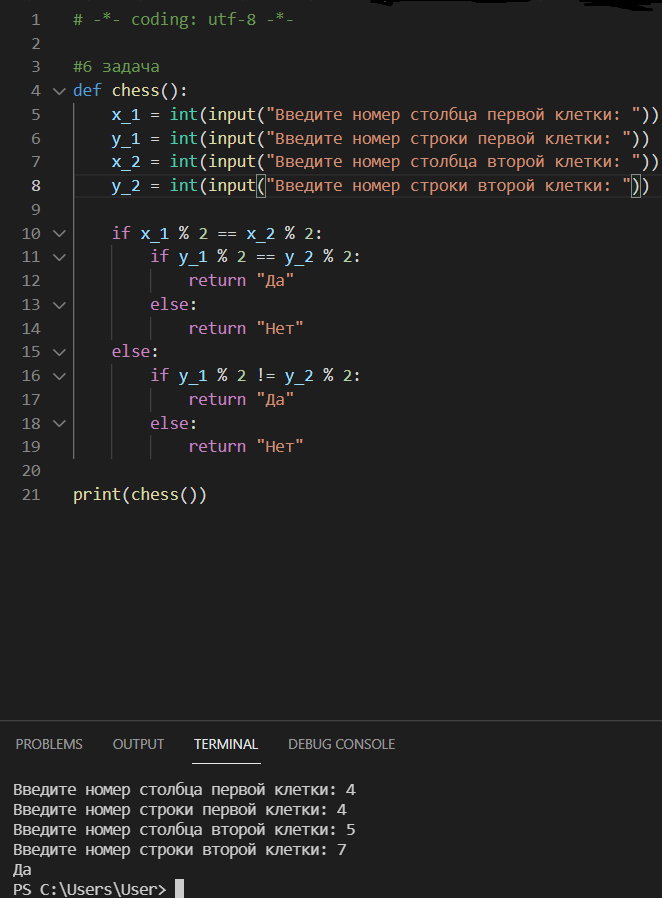 1 # -*- coding: utf-8 -*-
2
3 #6 задача
4 def chess():
5 x_1 = int(input("Введите номер столбца первой клетки: "))
6 y_1 = int(input("Введите номер строки первой клетки: "))
7 x_2 = int(input("Введите номер столбца второй клетки: "))
8 y_2 = int(input("Введите номер строки второй клетки: "))
9
10 if x_1 % 2 == x_2 % 2:
11 if y_1 % 2 == y_2 % 2:
12 return "Да"
13 else:
14 return "Нет"
15 else:
16 if y_1 % 2 != y_2 % 2:
17 return "Да"
18 else:
19 return "Нет"
20
21 print(chess())
PROBLEMS OUTPUT TERMINAL DEBUG CONSOLE
Введите номер столбца первой клетки: 4
Введите номер строки первой клетки: 4
Введите номер столбца второй клетки: 5
Введите номер строки второй клетки: 7
Да
PS C:\Users\User>